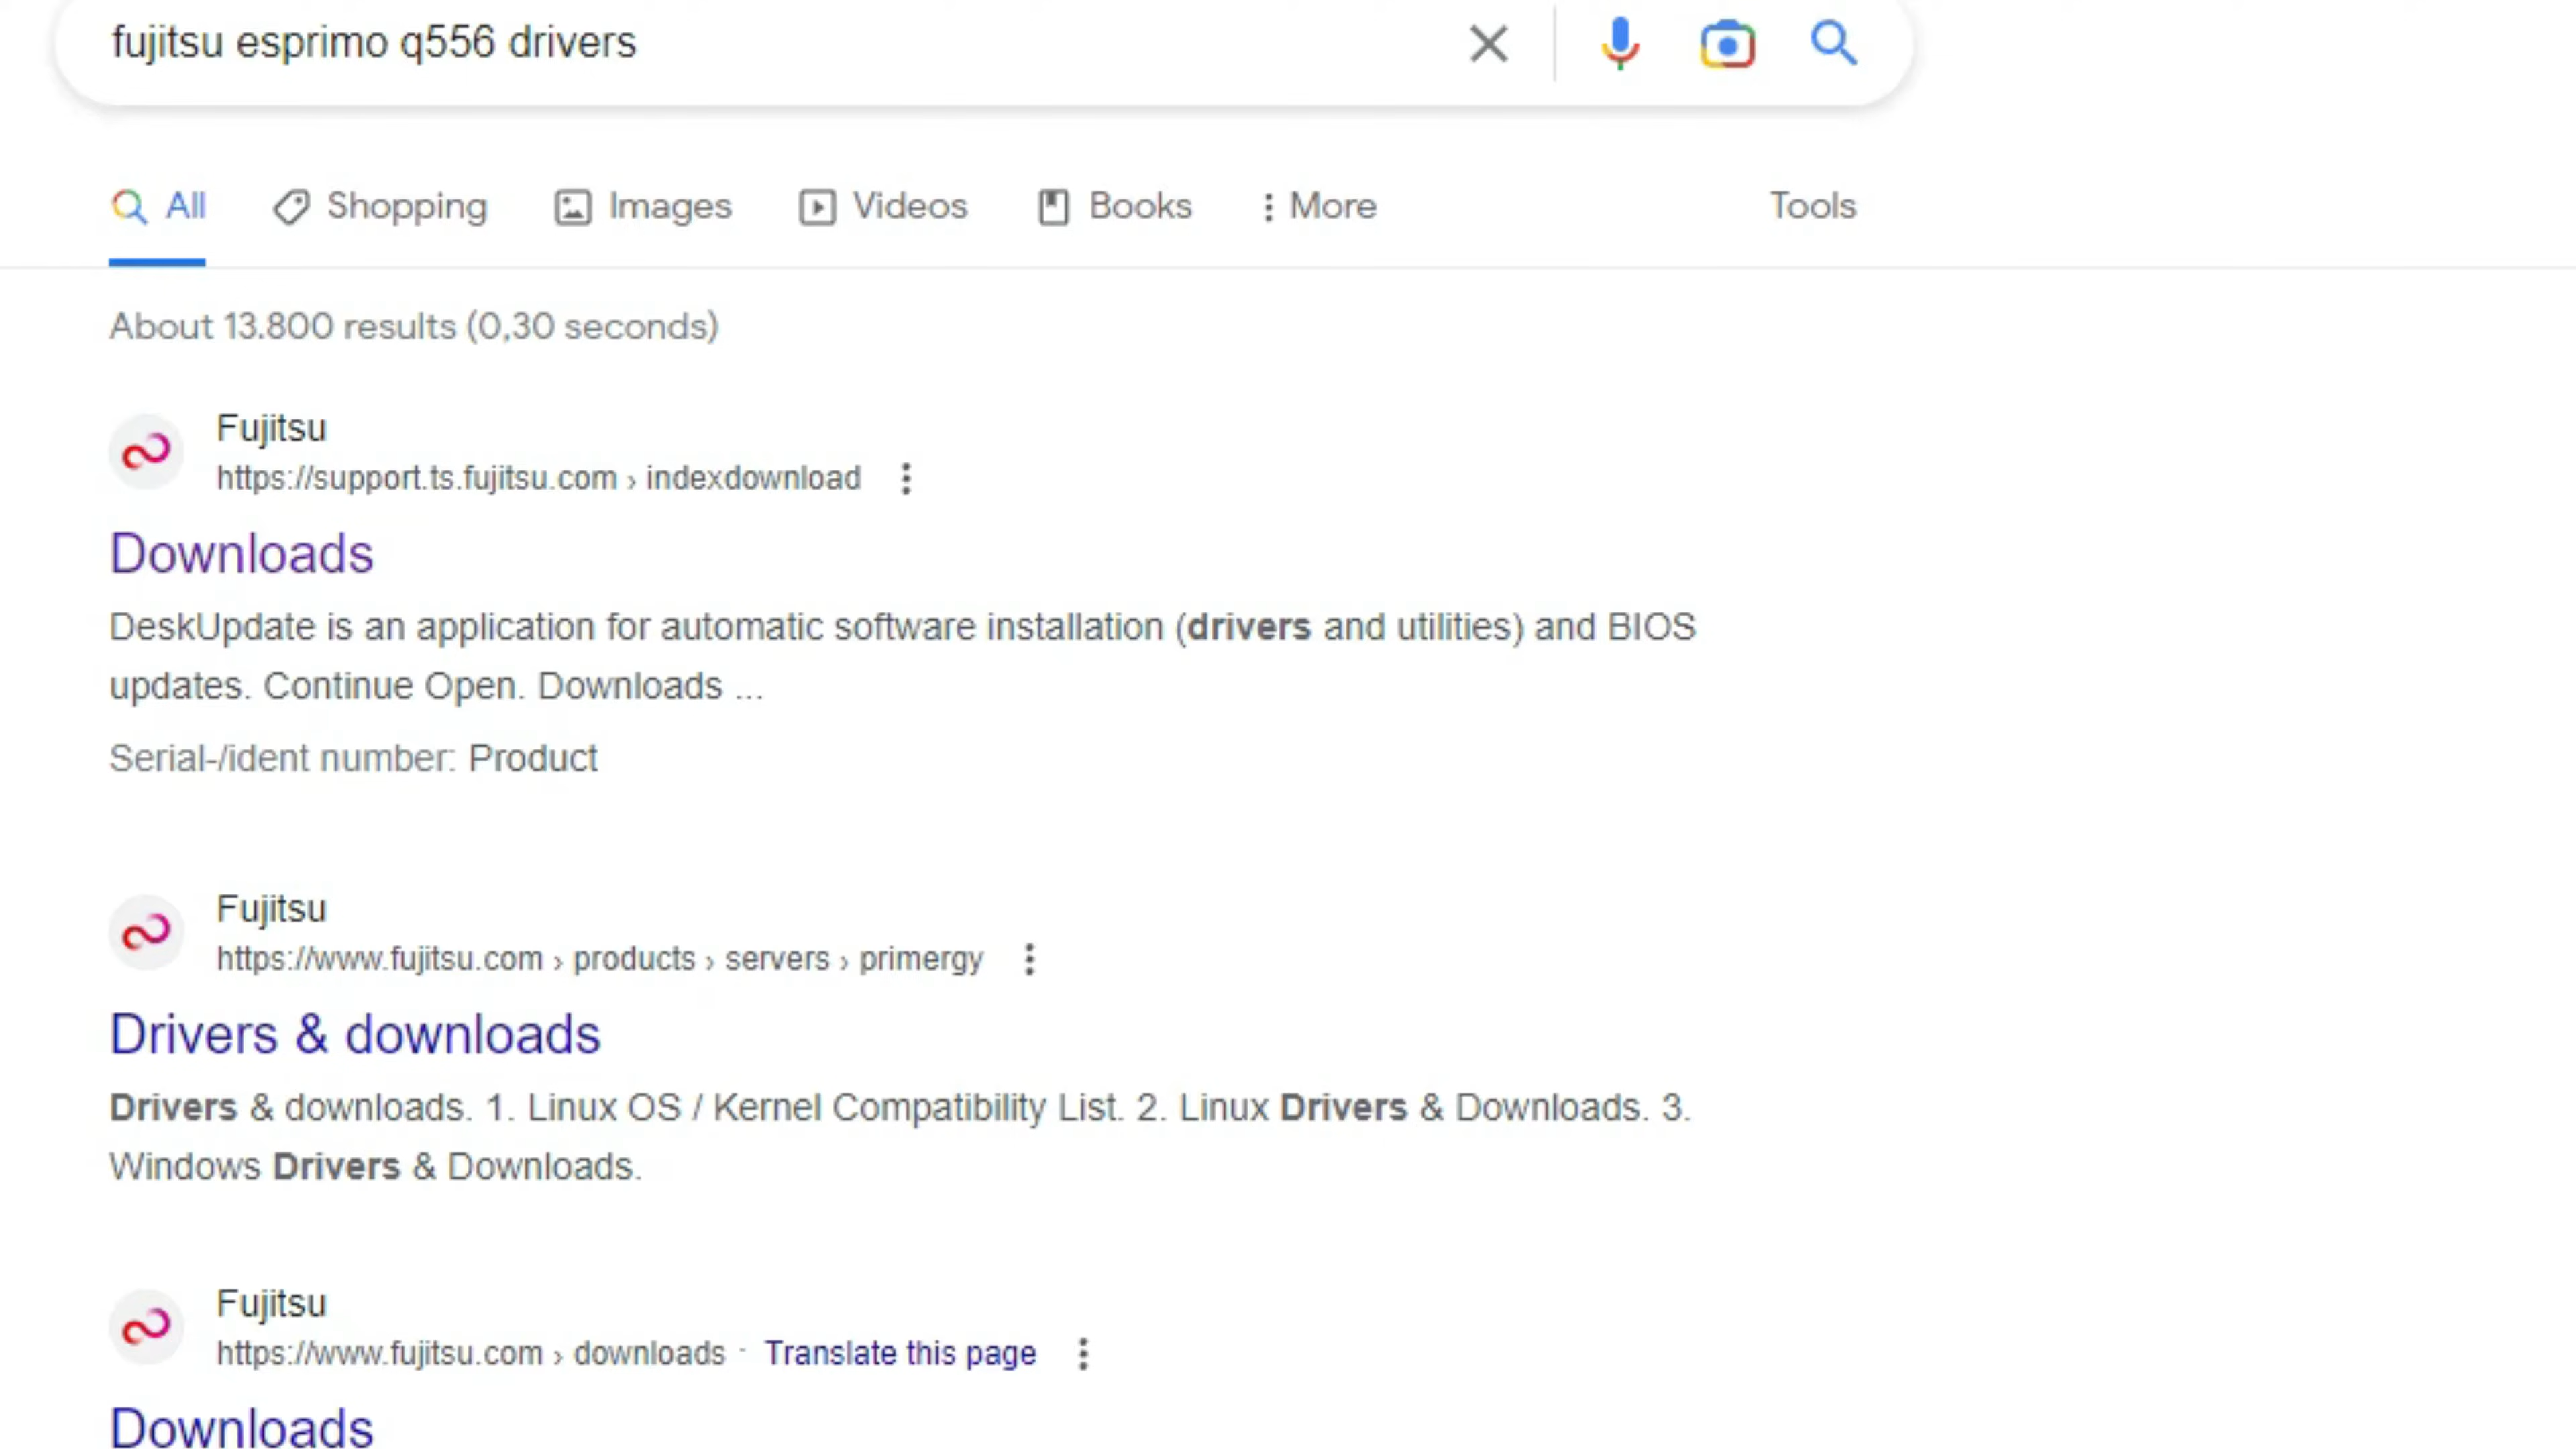 fujitsu esprimo q556 drivers
All Shopping Images Videos Books More Tools
About 13.800 results (0,30 seconds)
Fujitsu
https://support.ts.fujitsu.com › indexdownload
Downloads
DeskUpdate is an application for automatic software installation (drivers and utilities) and BIOS
updates. Continue Open. Downloads ...
Serial-/ident number: Product
Fujitsu
https://www.fujitsu.com › products › servers › primergy
Drivers & downloads
Drivers & downloads. 1. Linux OS / Kernel Compatibility List. 2. Linux Drivers & Downloads. 3.
Windows Drivers & Downloads.
Fujitsu
https://www.fujitsu.com › downloads · Translate this page
Downloads